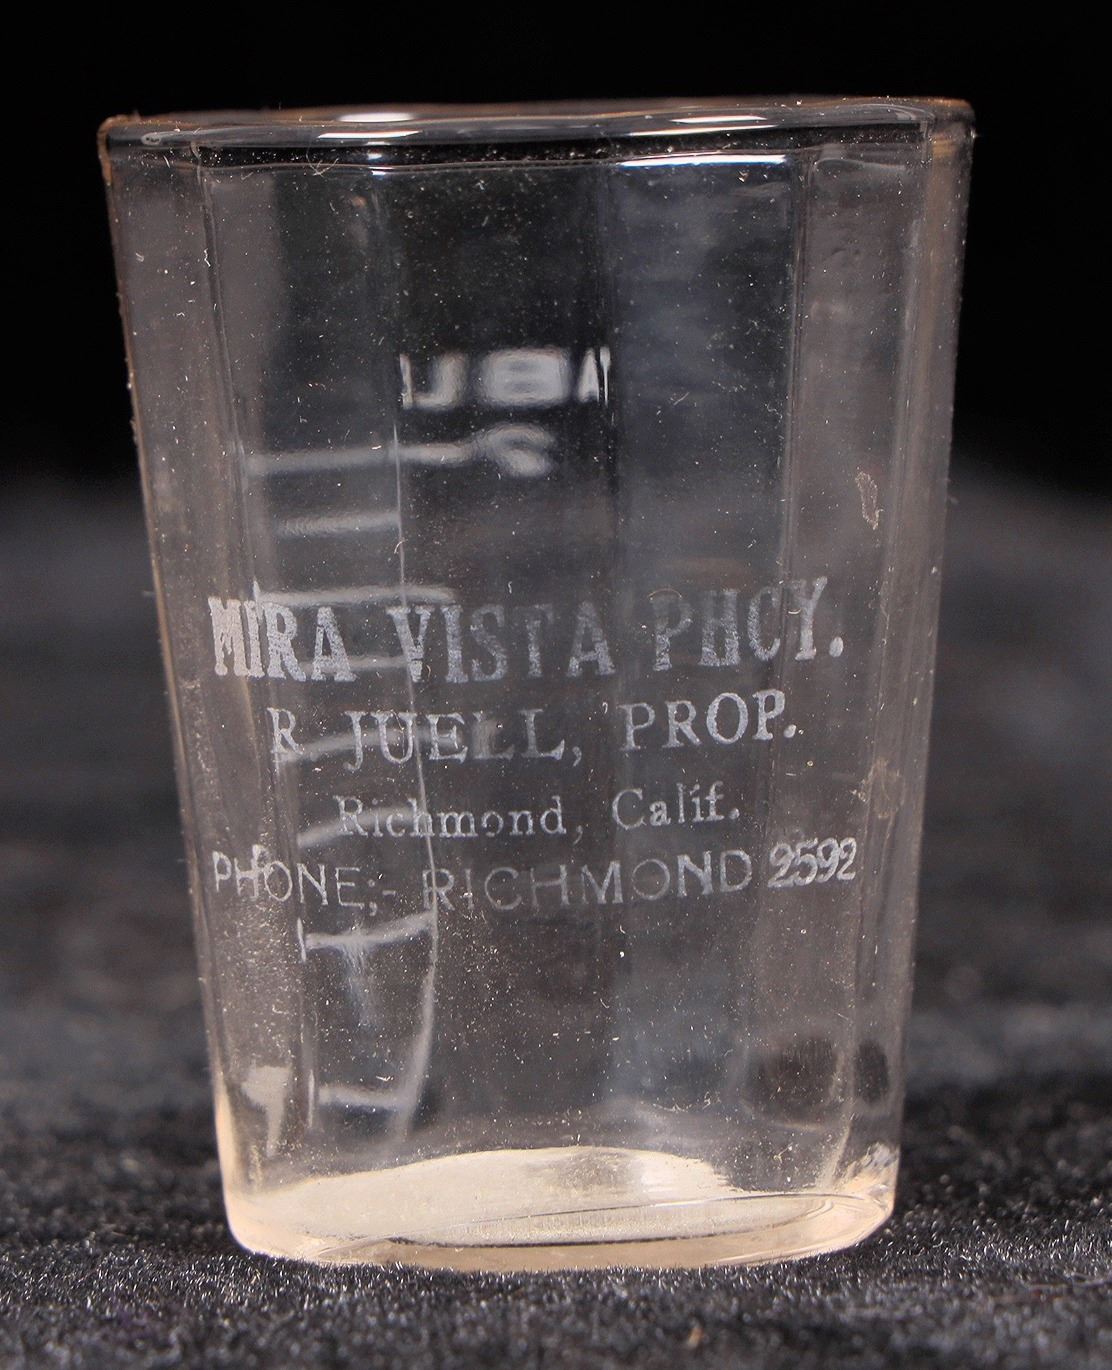 MIRA VISTA PHCY.
R JUELL, PROP.
Richmond, Calif.
PHONE;- RICHMOND 2592